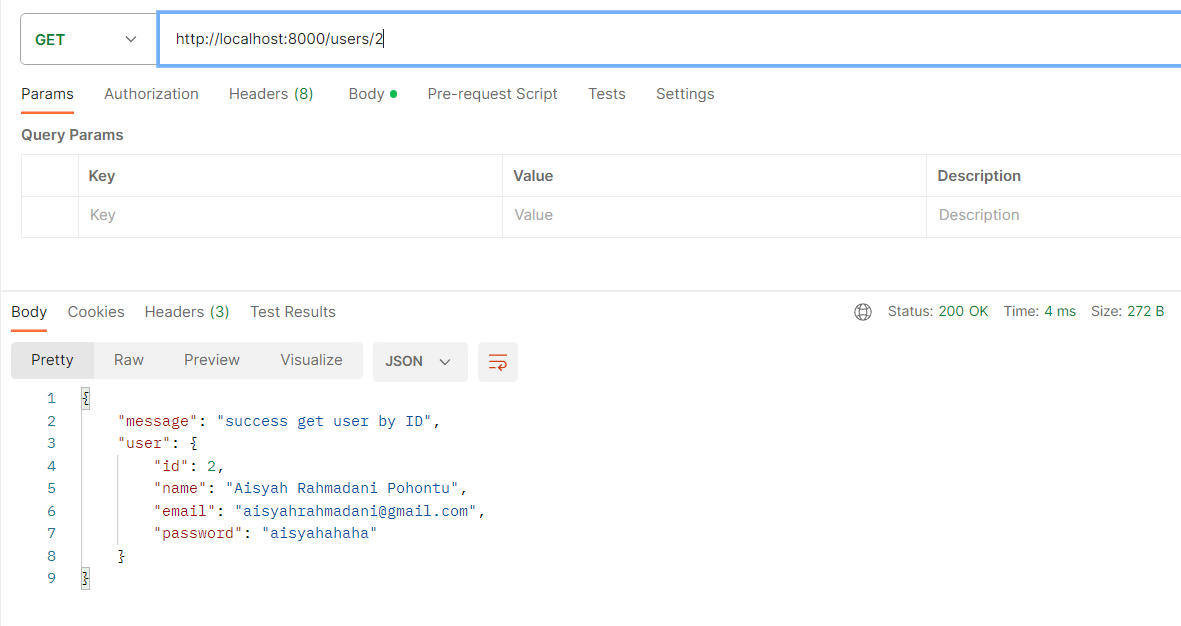 GET http://localhost:8000/users/2
Params Authorization Headers (8) Body Pre-request Script Tests Settings
Query Params
Key Value Description
Key Value Description
Body Cookies Headers (3) Test Results Status: 200 OK Time: 4 ms Size: 272 B
Pretty Raw Preview Visualize JSON
1 {
2 "message": "success get user by ID",
3 "user": {
4 "id": 2,
5 "name": "Aisyah Rahmadani Pohontu",
6 "email": "aisyahrahmadani@gmail.com",
7 "password": "aisyahahaha"
8 }
9 }